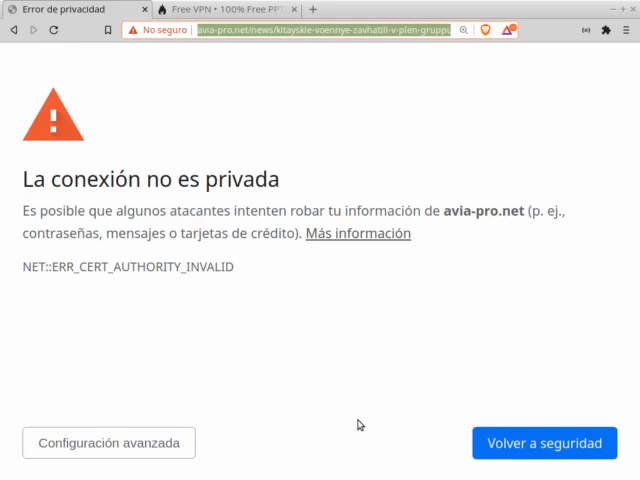 Error de privacidad
Free VPN • 100% Free PPT
No seguro
avia-pro.net/news/kitayskie-voennye-zavhatili-v-plen-gruppu
La conexión no es privada
Es posible que algunos atacantes intenten robar tu información de avia-pro.net (p. ej.,
contraseñas, mensajes o tarjetas de crédito). Más información
NET::ERR_CERT_AUTHORITY_INVALID
Configuración avanzada
Volver a seguridad